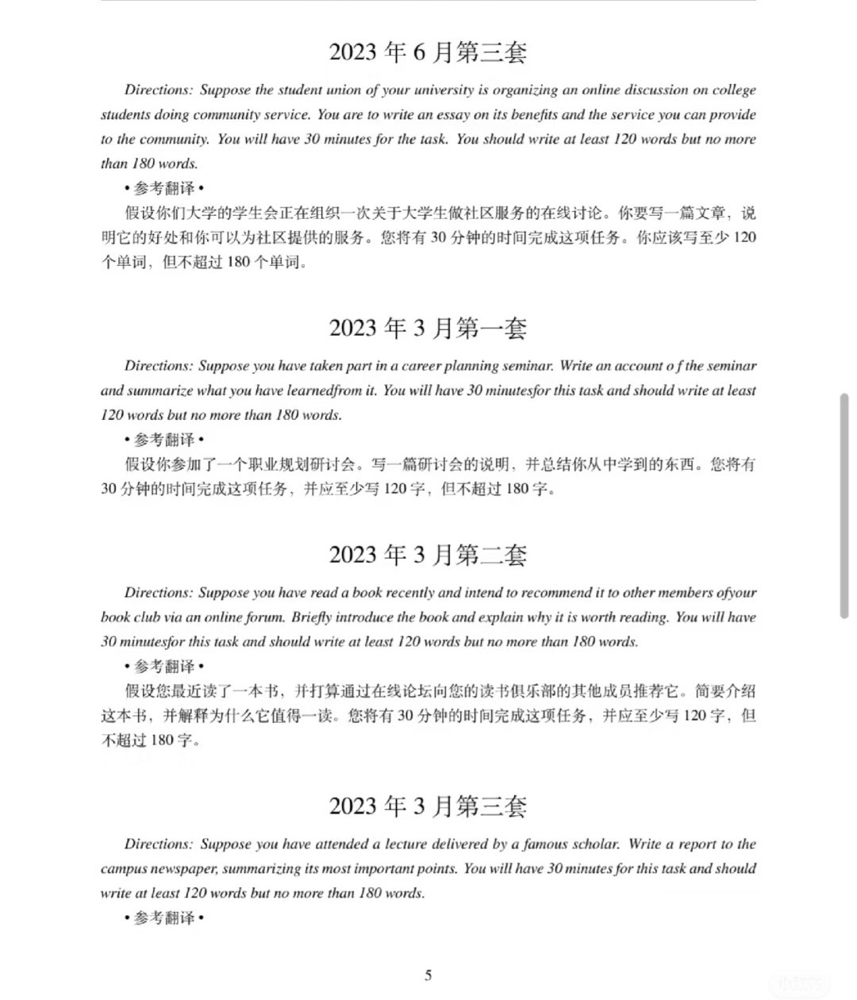 2023 年 6 月第三套
Directions: Suppose the student union of your university is organizing an online discussion on college
students doing community service. You are to write an essay on its benefits and the service you can provide
to the community. You will have 30 minutes for the task. You should write at least 120 words but no more
than 180 words.
• 参考翻译 •
假设你们大学的学生会正在组织一次关于大学生做社区服务的在线讨论。你要写一篇文章，说
明它的好处和你可以为社区提供的服务。您将有 30 分钟的时间完成这项任务。你应该写至少 120
个单词，但不超过 180 个单词。
2023 年 3 月第一套
Directions: Suppose you have taken part in a career planning seminar. Write an account o f the seminar
and summarize what you have learnedfrom it. You will have 30 minutesfor this task and should write at least
120 words but no more than 180 words.
• 参考翻译 •
假设你参加了一个职业规划研讨会。写一篇研讨会的说明，并总结你从中学到的东西。您将有
30 分钟的时间完成这项任务，并应至少写 120 字，但不超过 180 字。
2023 年 3 月第二套
Directions: Suppose you have read a book recently and intend to recommend it to other members ofyour
book club via an online forum. Briefly introduce the book and explain why it is worth reading. You will have
30 minutesfor this task and should write at least 120 words but no more than 180 words.
• 参考翻译 •
假设您最近读了一本书，并打算通过在线论坛向您的读书俱乐部的其他成员推荐它。简要介绍
这本书，并解释为什么它值得一读。您将有 30 分钟的时间完成这项任务，并应至少写 120 字，但
不超过 180 字。
2023 年 3 月第三套
Directions: Suppose you have attended a lecture delivered by a famous scholar. Write a report to the
campus newspaper, summarizing its most important points. You will have 30 minutes for this task and should
write at least 120 words but no more than 180 words.
• 参考翻译 •
5